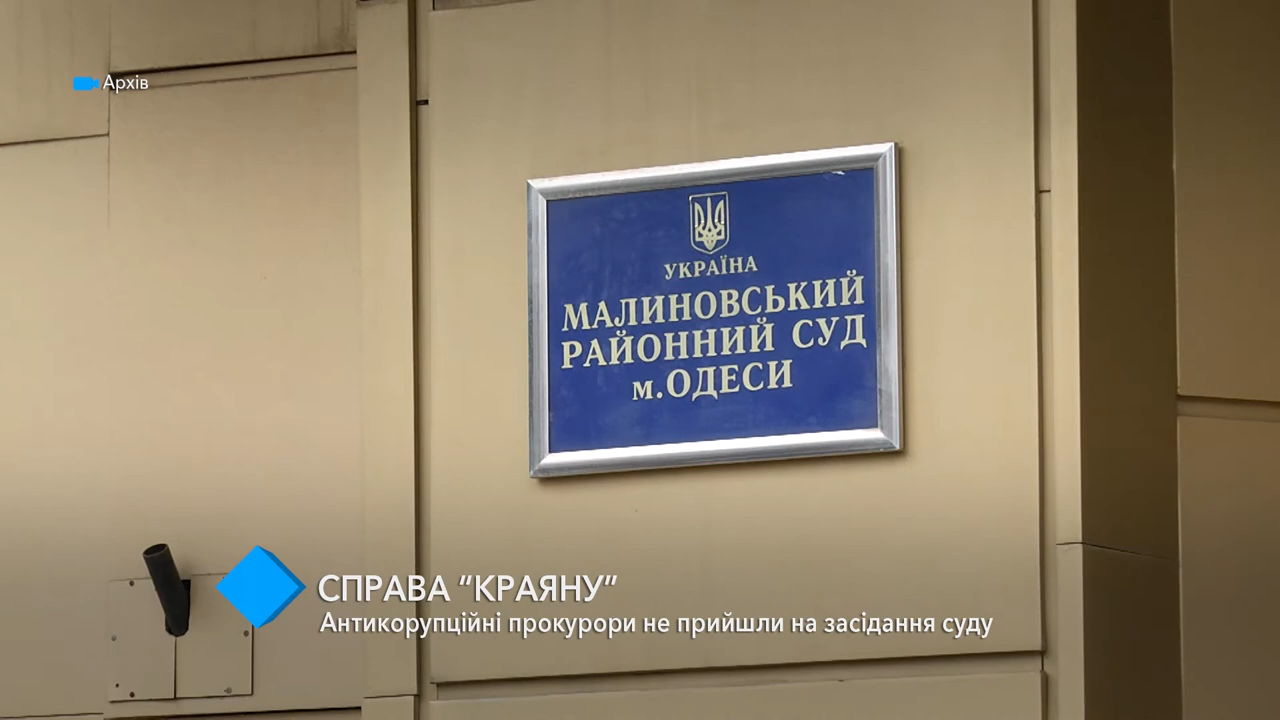 Архів
УКРАЇНА
МАЛИНОВСЬКИЙ
РАЙОННИЙ СУД
м.ОДЕСИ
СПРАВА “КРАЯНУ”
Антикорупційні прокурори не прийшли на засідання суду